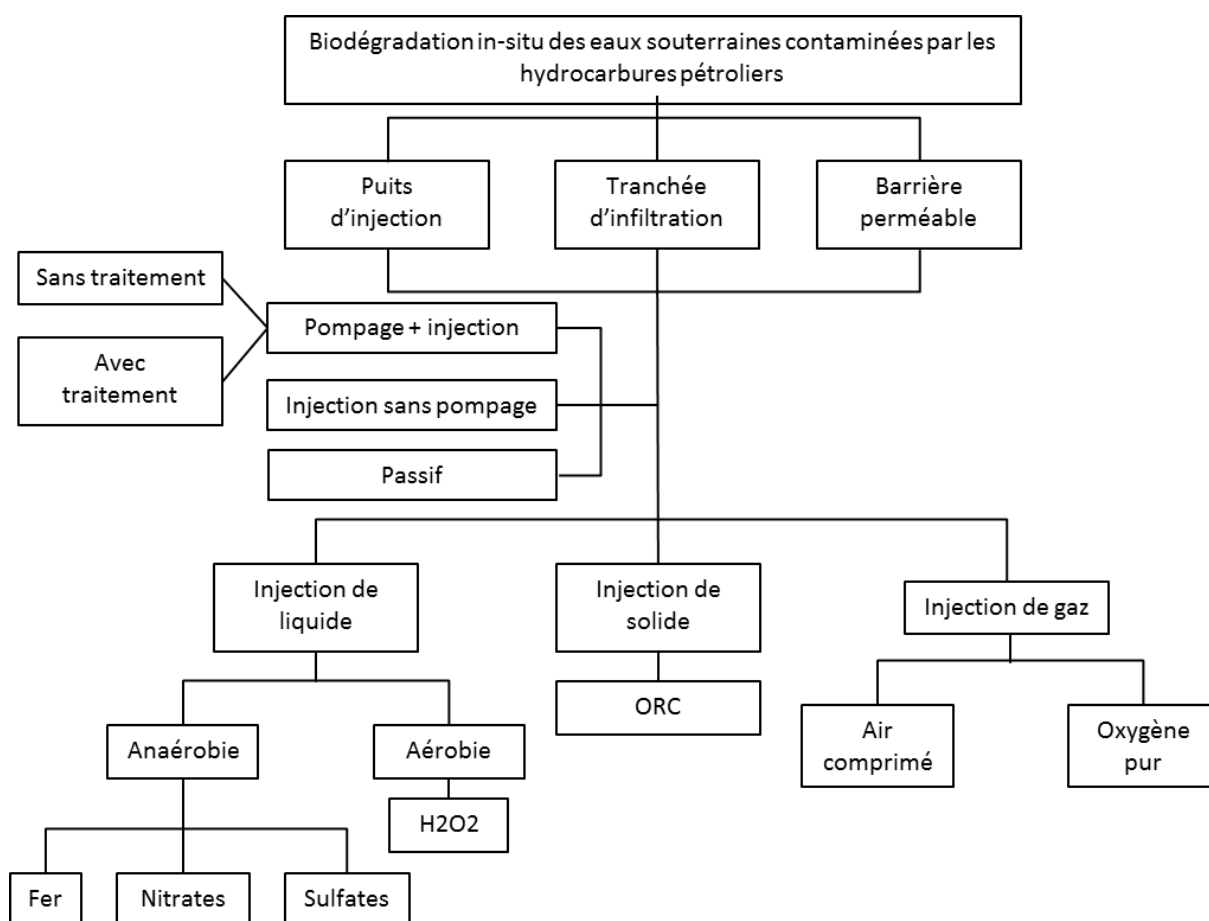 Biodégradation in-situ des eaux souterraines contaminées par les
hydrocarbures pétroliers
Puits
d’injection
Tranchée
d’infiltration
Barrière
perméable
Sans traitement
Avec
traitement
Pompage + injection
Injection sans pompage
Passif
Injection de
liquide
Injection de
solide
Injection de gaz
ORC
Anaérobie
Aérobie
Air
comprimé
Oxygène
pur
H2O2
Fer
Nitrates
Sulfates